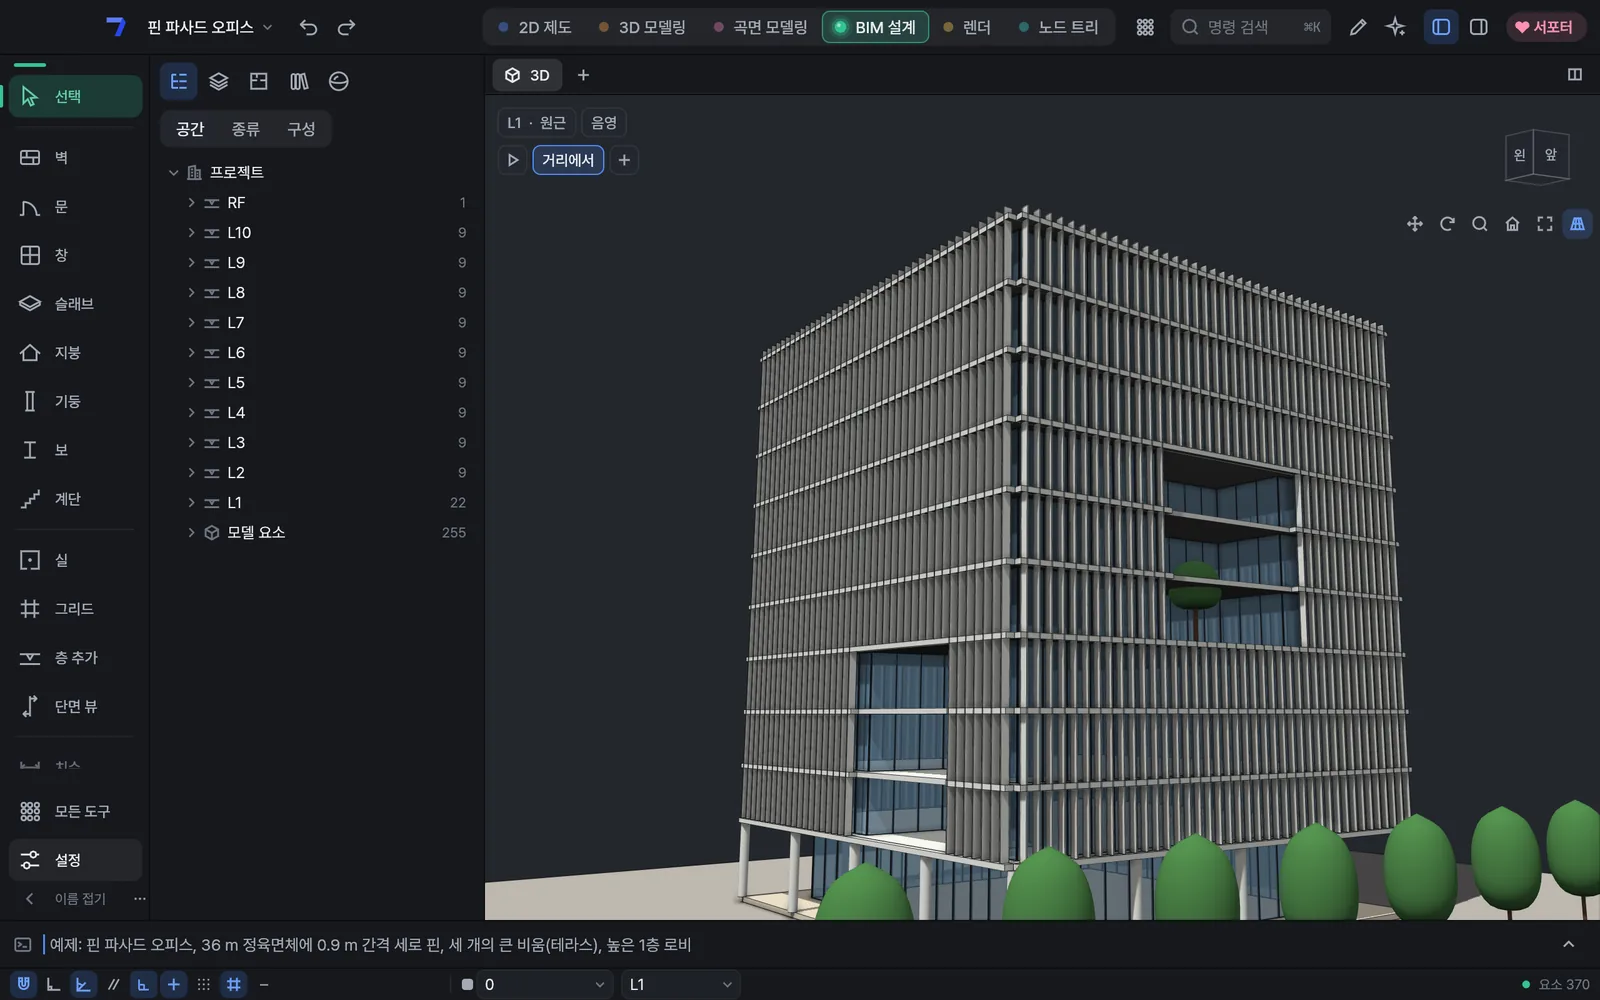 핀 파사드 오피스
2D 제도
3D 모델링
곡면 모델링
BIM 설계
렌더
노드 트리
명령 검색
⌘K
서포터
선택
벽
문
창
슬래브
지붕
기둥
보
계단
실
그리드
층 추가
단면 뷰
치수
모든 도구
설정
이름 접기
공간
종류
구성
프로젝트
RF 1
L10 9
L9 9
L8 9
L7 9
L6 9
L5 9
L4 9
L3 9
L2 9
L1 22
모델 요소 255
3D
L1 · 원근
음영
거리에서
왼
앞
예제: 핀 파사드 오피스, 36 m 정육면체에 0.9 m 간격 세로 핀, 세 개의 큰 비움(테라스), 높은 1층 로비
0
L1
요소 370